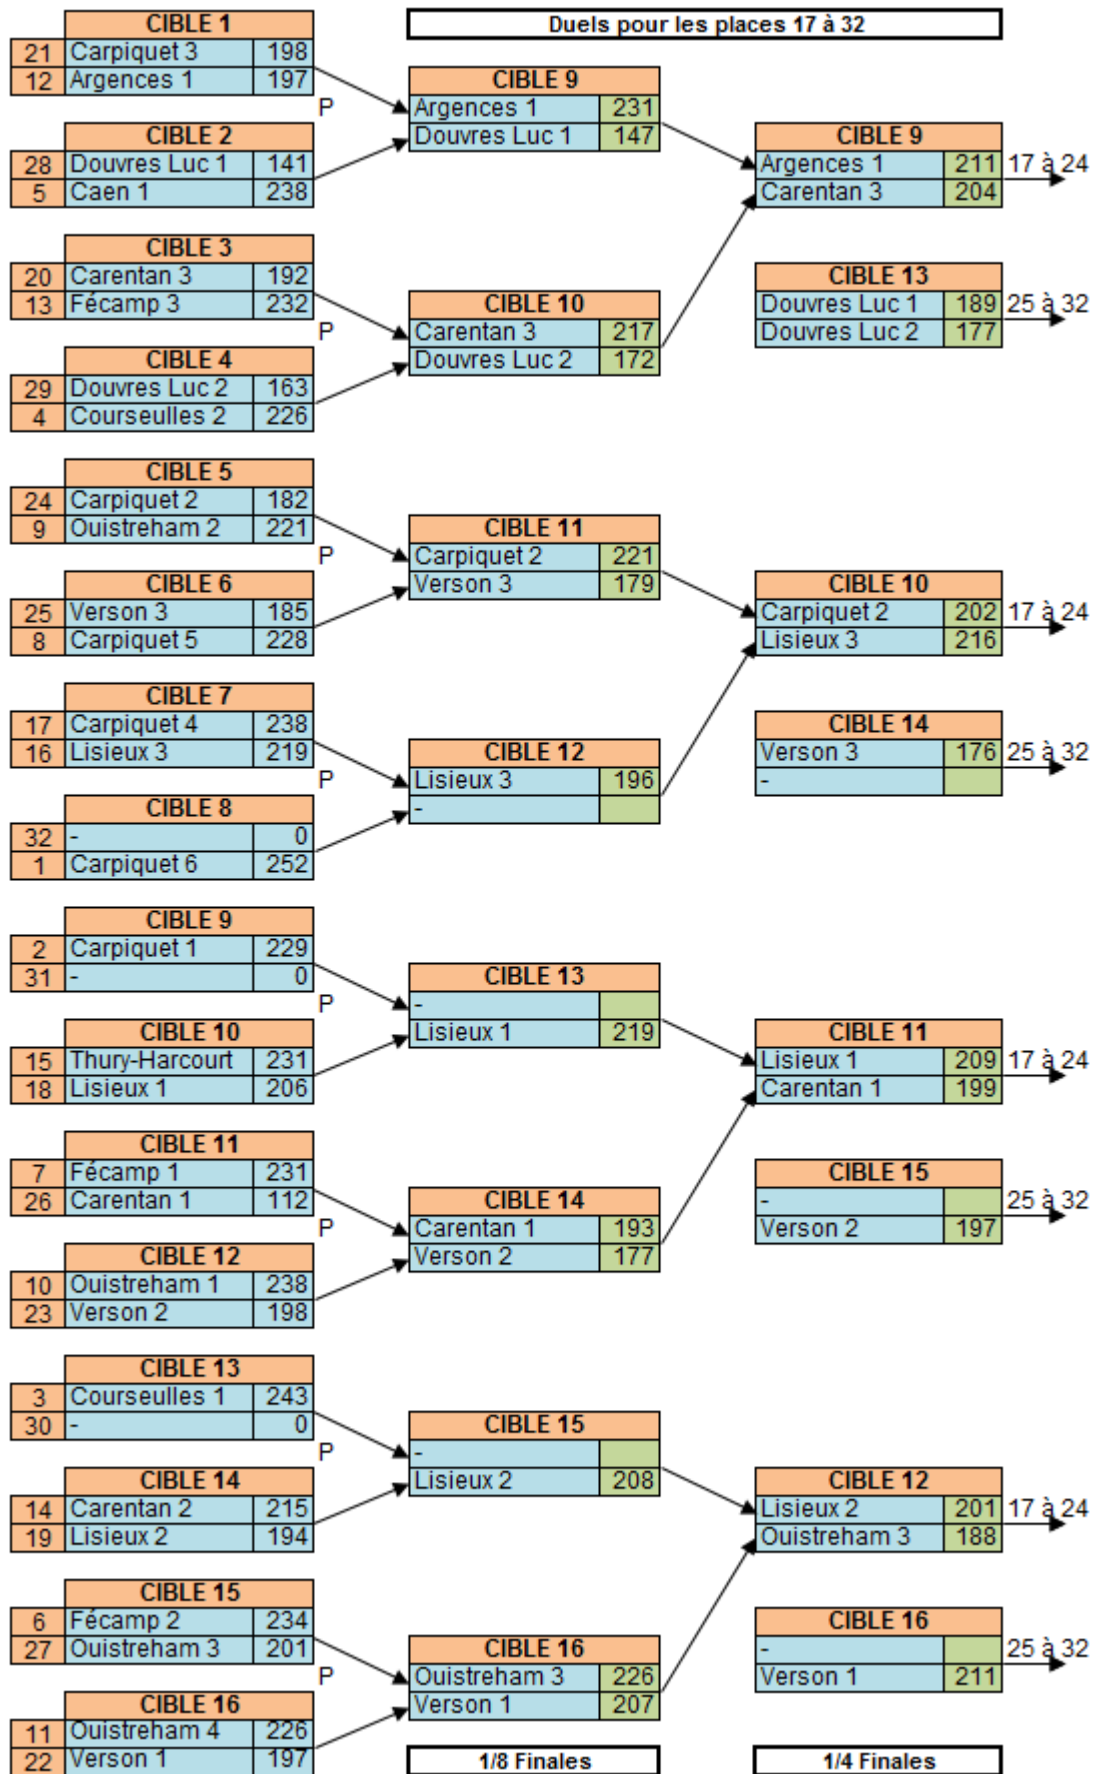 CIBLE 1
21 Carpiquet 3 198
12 Argences 1 197
P
CIBLE 2
28 Douvres Luc 1 141
5 Caen 1 238
CIBLE 3
20 Carentan 3 192
13 Fécamp 3 232
P
CIBLE 4
29 Douvres Luc 2 163
4 Courseulles 2 226
CIBLE 5
24 Carpiquet 2 182
9 Ouistreham 2 221
P
CIBLE 6
25 Verson 3 185
8 Carpiquet 5 228
CIBLE 7
17 Carpiquet 4 238
16 Lisieux 3 219
P
CIBLE 8
32 - 0
1 Carpiquet 6 252
CIBLE 9
2 Carpiquet 1 229
31 - 0
P
CIBLE 10
15 Thury-Harcourt 231
18 Lisieux 1 206
CIBLE 11
7 Fécamp 1 231
26 Carentan 1 112
P
CIBLE 12
10 Ouistreham 1 238
23 Verson 2 198
CIBLE 13
3 Courseulles 1 243
30 - 0
P
CIBLE 14
14 Carentan 2 215
19 Lisieux 2 194
CIBLE 15
6 Fécamp 2 234
27 Ouistreham 3 201
P
CIBLE 16
11 Ouistreham 4 226
22 Verson 1 197
Duels pour les places 17 à 32
CIBLE 9
Argences 1 231
Douvres Luc 1 147
CIBLE 10
Carentan 3 217
Douvres Luc 2 172
CIBLE 11
Carpiquet 2 221
Verson 3 179
CIBLE 12
Lisieux 3 196
-
CIBLE 13
-
Lisieux 1 219
CIBLE 14
Carentan 1 193
Verson 2 177
CIBLE 15
-
Lisieux 2 208
CIBLE 16
Ouistreham 3 226
Verson 1 207
1/8 Finales
CIBLE 9
Argences 1 211 17 à 24
Carentan 3 204
CIBLE 13
Douvres Luc 1 189 25 à 32
Douvres Luc 2 177
CIBLE 10
Carpiquet 2 202 17 à 24
Lisieux 3 216
CIBLE 14
Verson 3 176 25 à 32
-
CIBLE 11
Lisieux 1 209 17 à 24
Carentan 1 199
CIBLE 15
- 25 à 32
Verson 2 197
CIBLE 12
Lisieux 2 201 17 à 24
Ouistreham 3 188
CIBLE 16
- 25 à 32
Verson 1 211
1/4 Finales